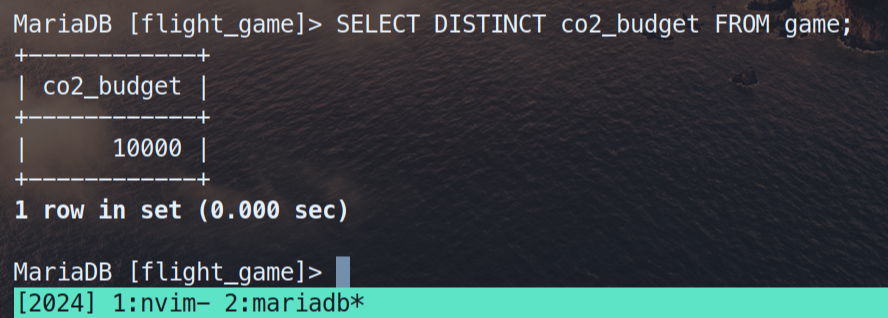 MariaDB [flight_game]> SELECT DISTINCT co2_budget FROM game;
+------------+
| co2_budget |
+------------+
|      10000 |
+------------+
1 row in set (0.000 sec)
MariaDB [flight_game]>
[2024] 1:nvim- 2:mariadb*